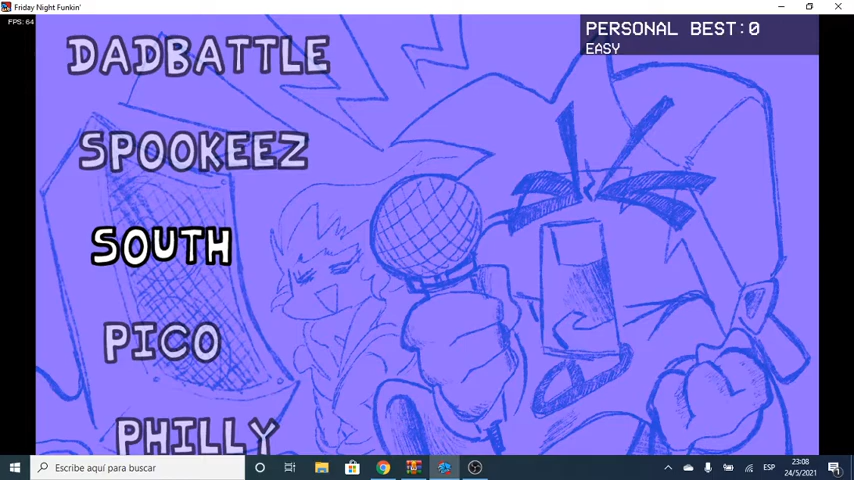 Friday Night Funkin'
FPS: 64
PERSONAL BEST:0
EASY
DADBATTLE
SPOOKEEZ
SOUTH
PICO
PHILLY
Escribe aquí para buscar
ESP
23:08
24/5/2021
1